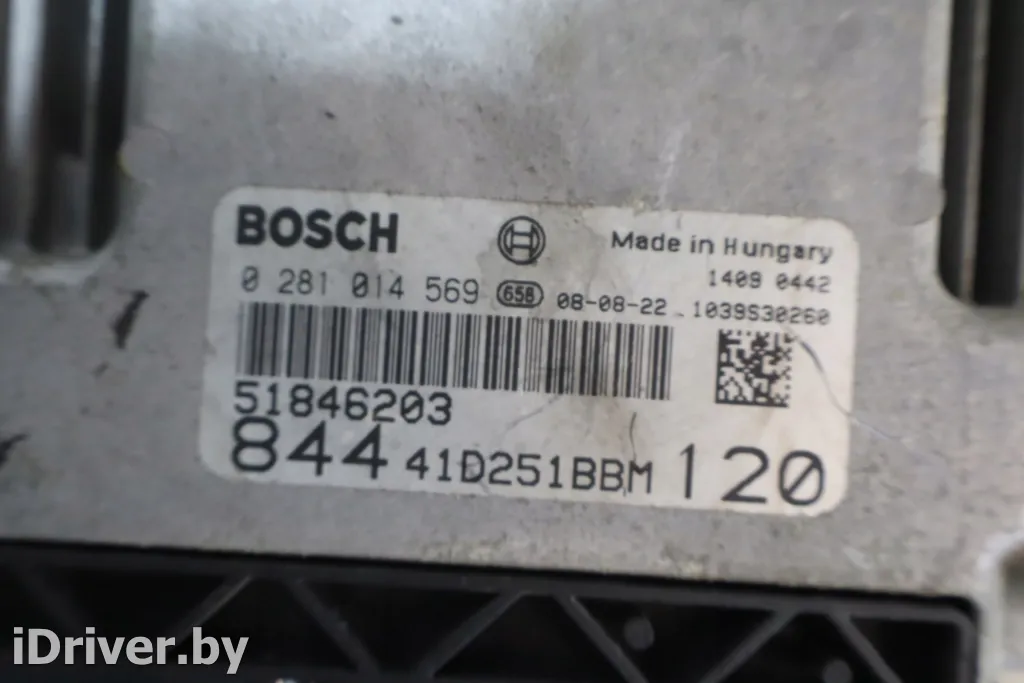 BOSCH Made in Hungary
1409 0442
0 281 014 569 658 08-08-22 1039S30260
51846203
844 41D251BBM 120
iDriver.by